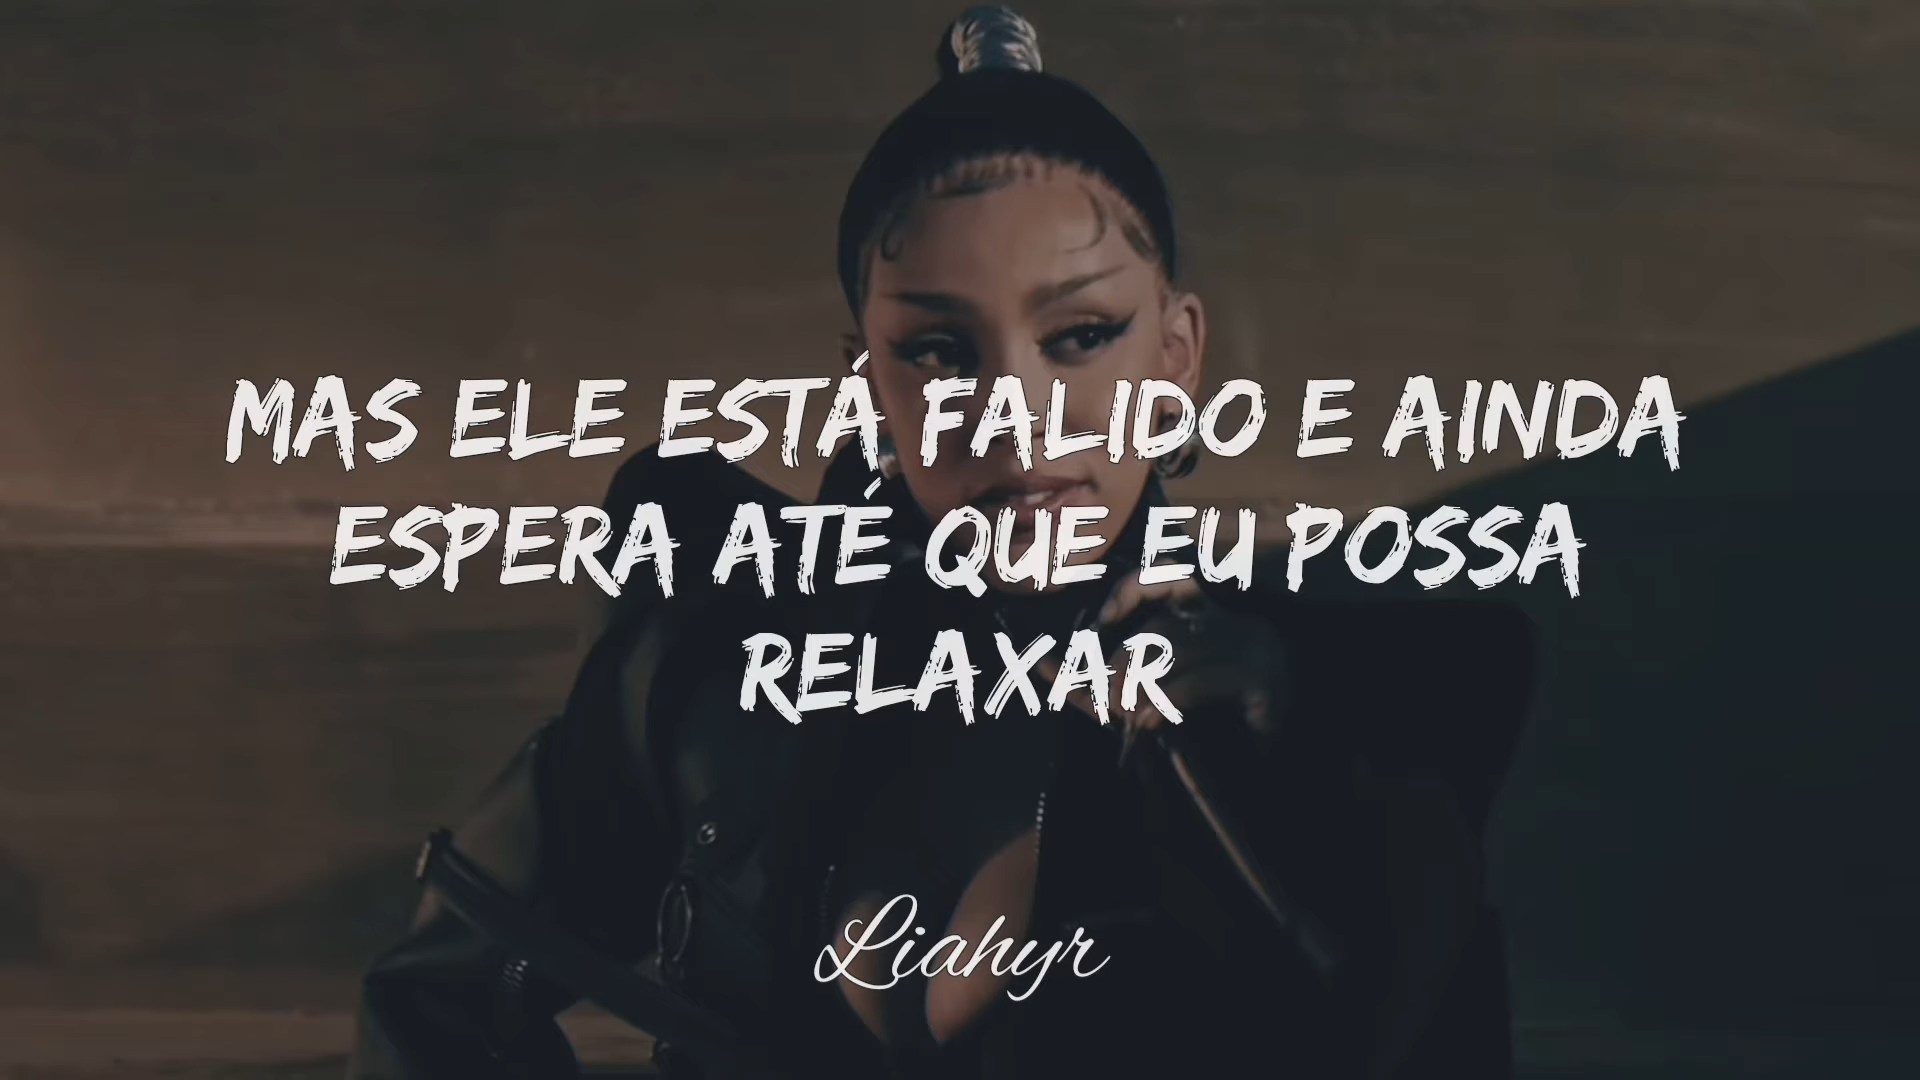 MAS ELE ESTÁ FALIDO E AINDA
ESPERA ATÉ QUE EU POSSA
RELAXAR
Liahyr